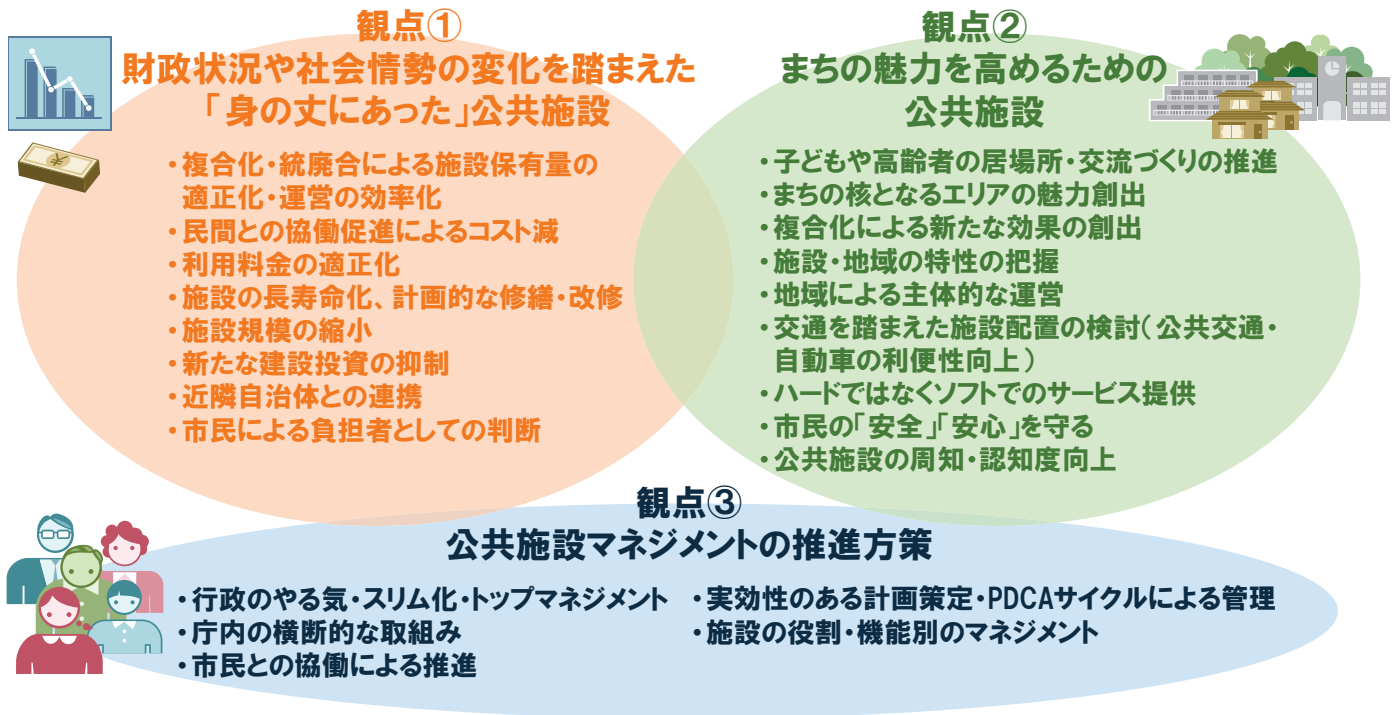 観点①
財政状況や社会情勢の変化を踏まえた
「身の丈にあった」公共施設
・複合化・統廃合による施設保有量の
適正化・運営の効率化
・民間との協働促進によるコスト減
・利用料金の適正化
・施設の長寿命化、計画的な修繕・改修
・施設規模の縮小
・新たな建設投資の抑制
・近隣自治体との連携
・市民による負担者としての判断
観点②
まちの魅力を高めるための
公共施設
・子どもや高齢者の居場所・交流づくりの推進
・まちの核となるエリアの魅力創出
・複合化による新たな効果の創出
・施設・地域の特性の把握
・地域による主体的な運営
・交通を踏まえた施設配置の検討(公共交通・
自動車の利便性向上)
・ハードではなくソフトでのサービス提供
・市民の「安全」「安心」を守る
・公共施設の周知・認知度向上
観点③
公共施設マネジメントの推進方策
・行政のやる気・スリム化・トップマネジメント
・庁内の横断的な取組み
・市民との協働による推進
・実効性のある計画策定・PDCAサイクルによる管理
・施設の役割・機能別のマネジメント
¥